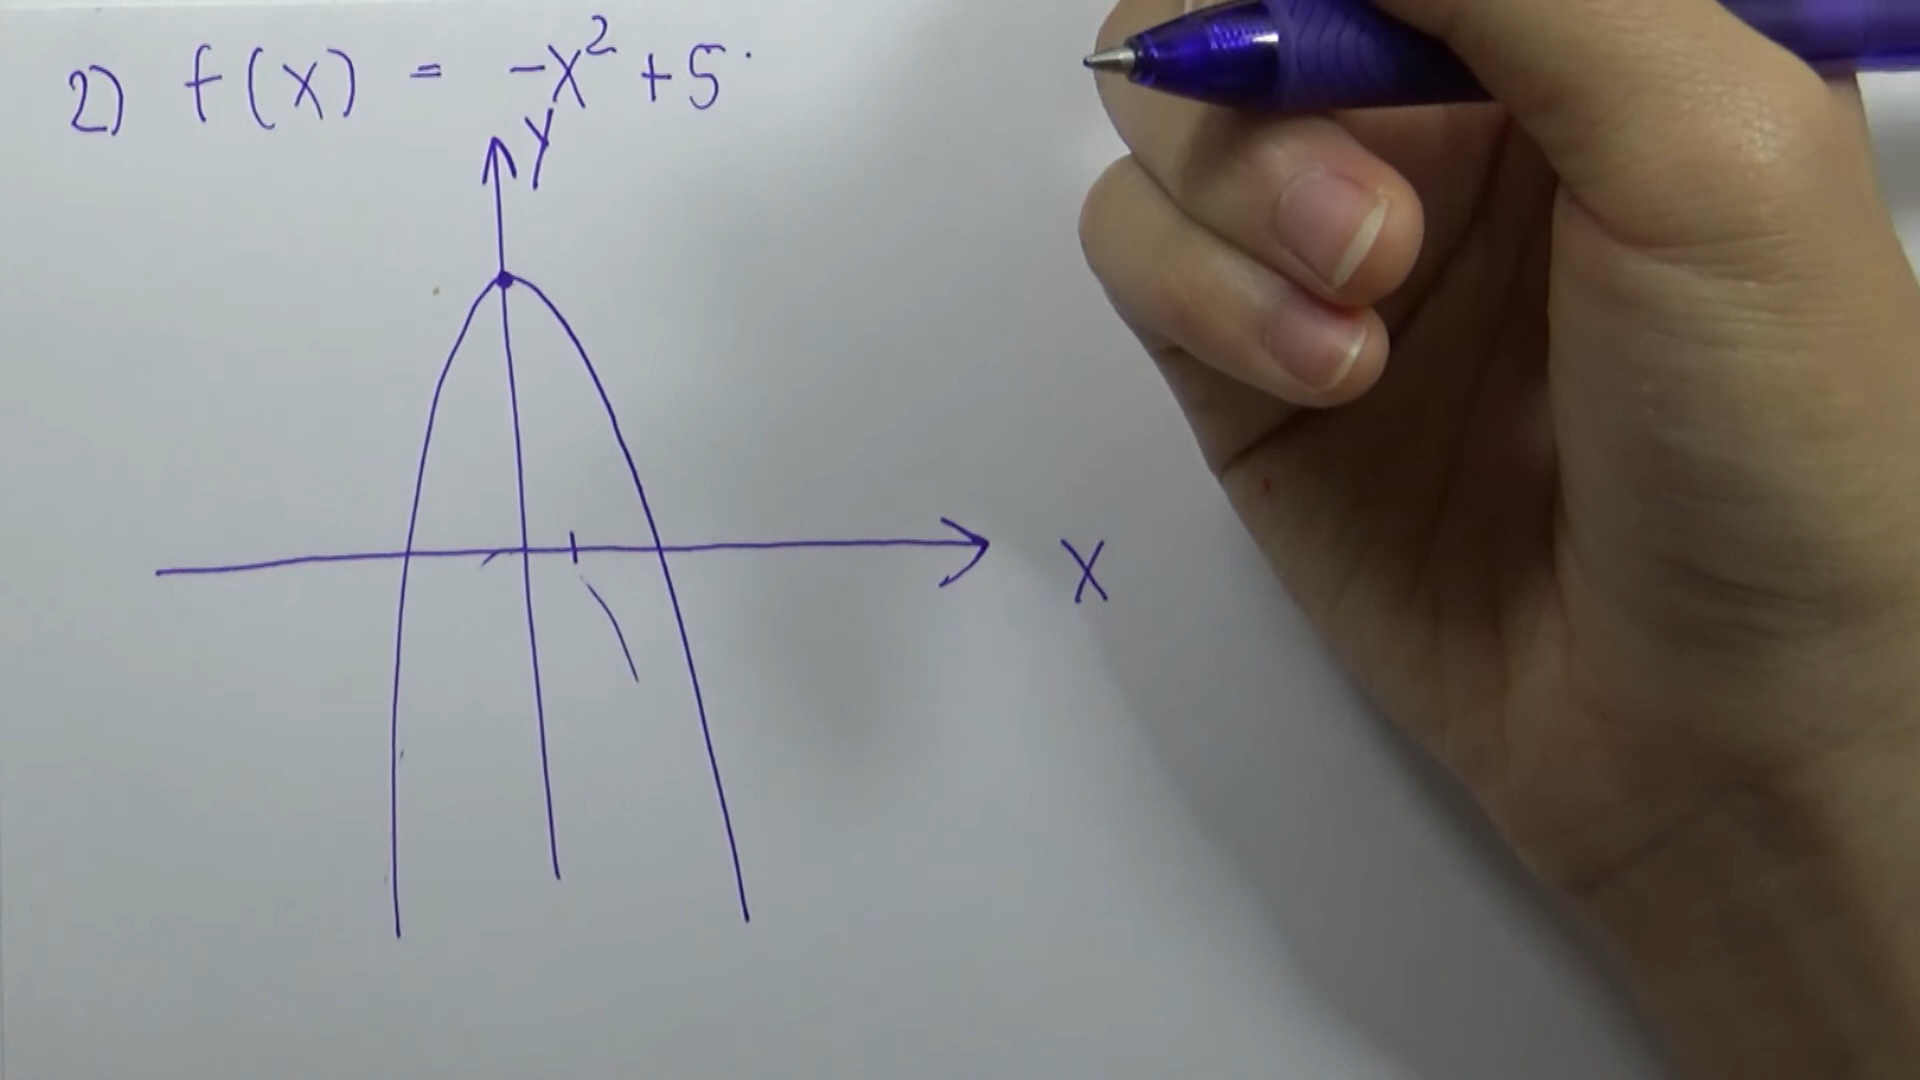 2) f(x) = -x² + 5
y
x